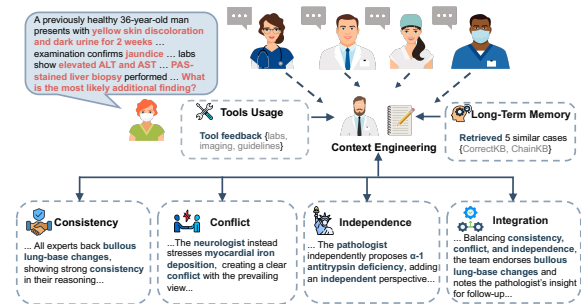 A previously healthy 36-year-old man
presents with yellow skin discoloration
and dark urine for 2 weeks ...
examination confirms jaundice ... labs
show elevated ALT and AST ... PAS-
stained liver biopsy performed ... What
is the most likely additional finding?
Tools Usage
Tool feedback {labs,
imaging, guidelines}
Context Engineering
Long-Term Memory
Retrieved 5 similar cases
{CorrectKB, ChainKB}
Consistency
... All experts back bullous
lung-base changes,
showing strong consistency
in their reasoning...
Conflict
...The neurologist instead
stresses myocardial iron
deposition, creating a clear
conflict with the prevailing
view...
Independence
... The pathologist
independently proposes α-1
antitrypsin deficiency, adding
an independent perspective...
Integration
... Balancing consistency,
conflict, and independence,
the team endorses bullous
lung-base changes and
notes the pathologist's insight
for follow-up...